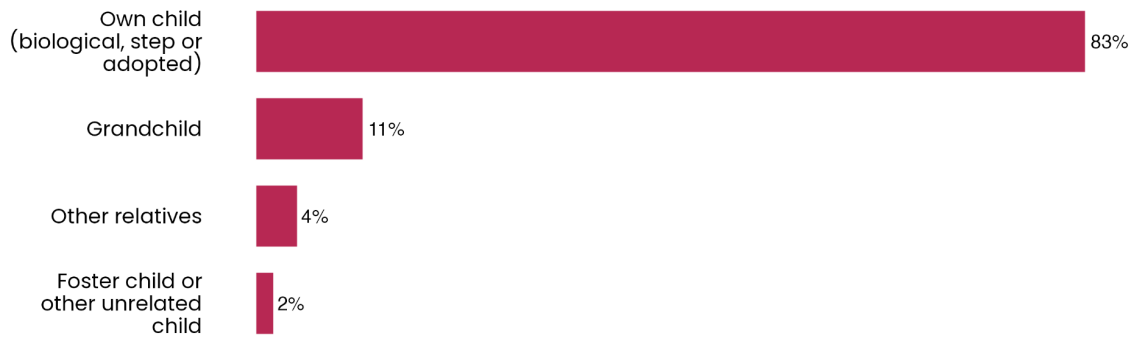 Own child
(biological, step or
adopted)
83%
Grandchild
11%
Other relatives
4%
Foster child or
other unrelated
child
2%